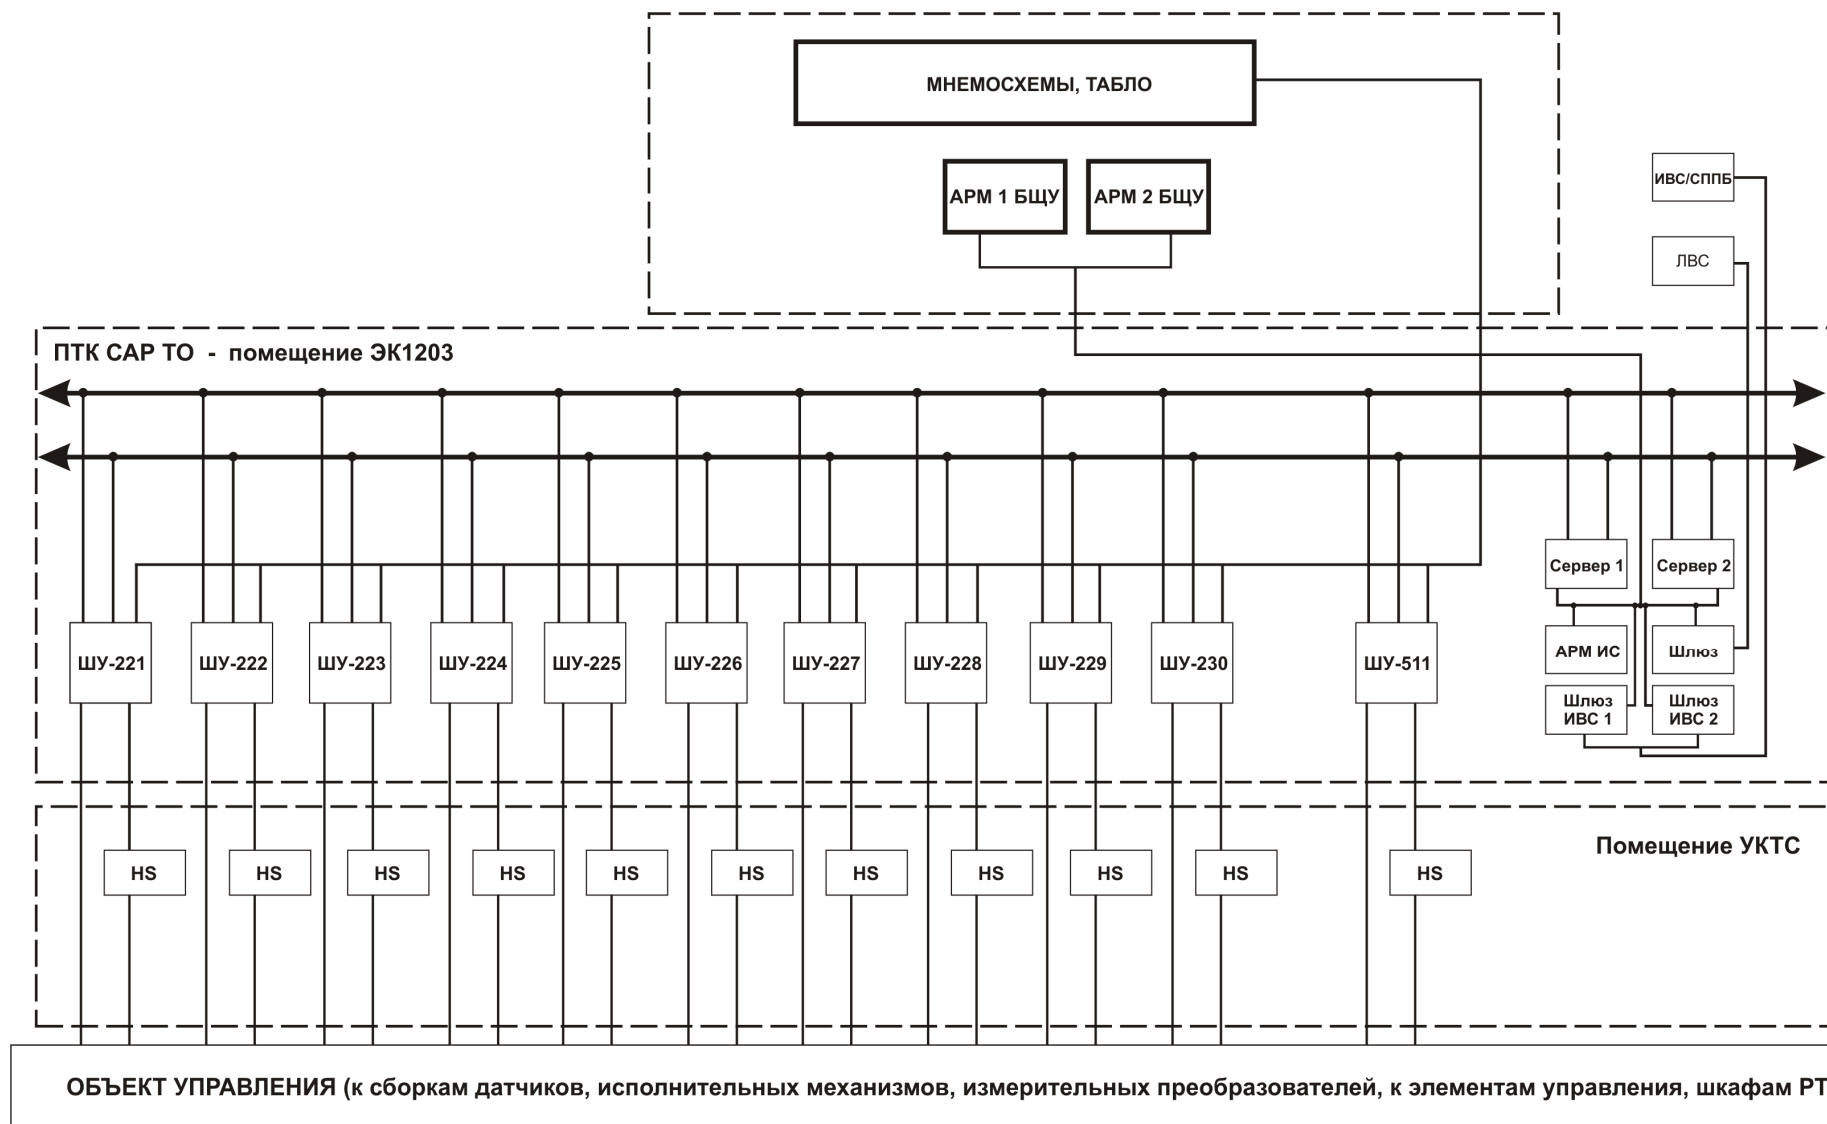 МНЕМОСХЕМЫ, ТАБЛО
АРМ 1 БЩУ
АРМ 2 БЩУ
ИВС/СППБ
ЛВС
ПТК САР ТО - помещение ЭК1203
Сервер 1
Сервер 2
ШУ-221
ШУ-222
ШУ-223
ШУ-224
ШУ-225
ШУ-226
ШУ-227
ШУ-228
ШУ-229
ШУ-230
ШУ-511
АРМ ИС
Шлюз
Шлюз
ИВС 1
Шлюз
ИВС 2
Помещение УКТС
HS
HS
HS
HS
HS
HS
HS
HS
HS
HS
HS
ОБЪЕКТ УПРАВЛЕНИЯ (к сборкам датчиков, исполнительных механизмов, измерительных преобразователей, к элементам управления, шкафам РТ